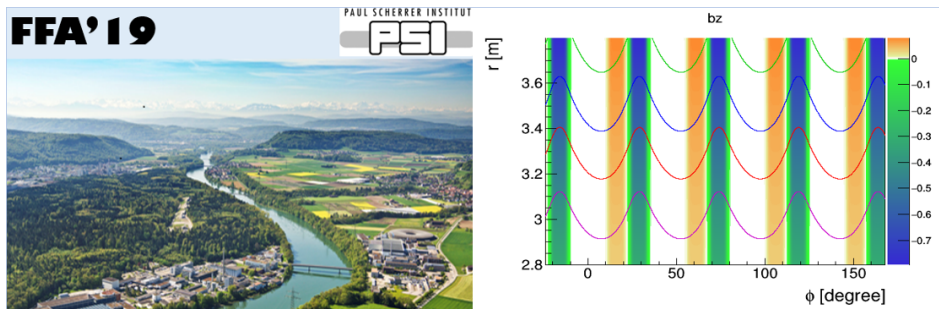 FFA'19
PAUL SCHERRER INSTITUT
PSI
bz
r [m]
3.6
3.4
3.2
3
2.8
0
50
100
150
ϕ [degree]
0
−0.1
−0.2
−0.3
−0.4
−0.5
−0.6
−0.7